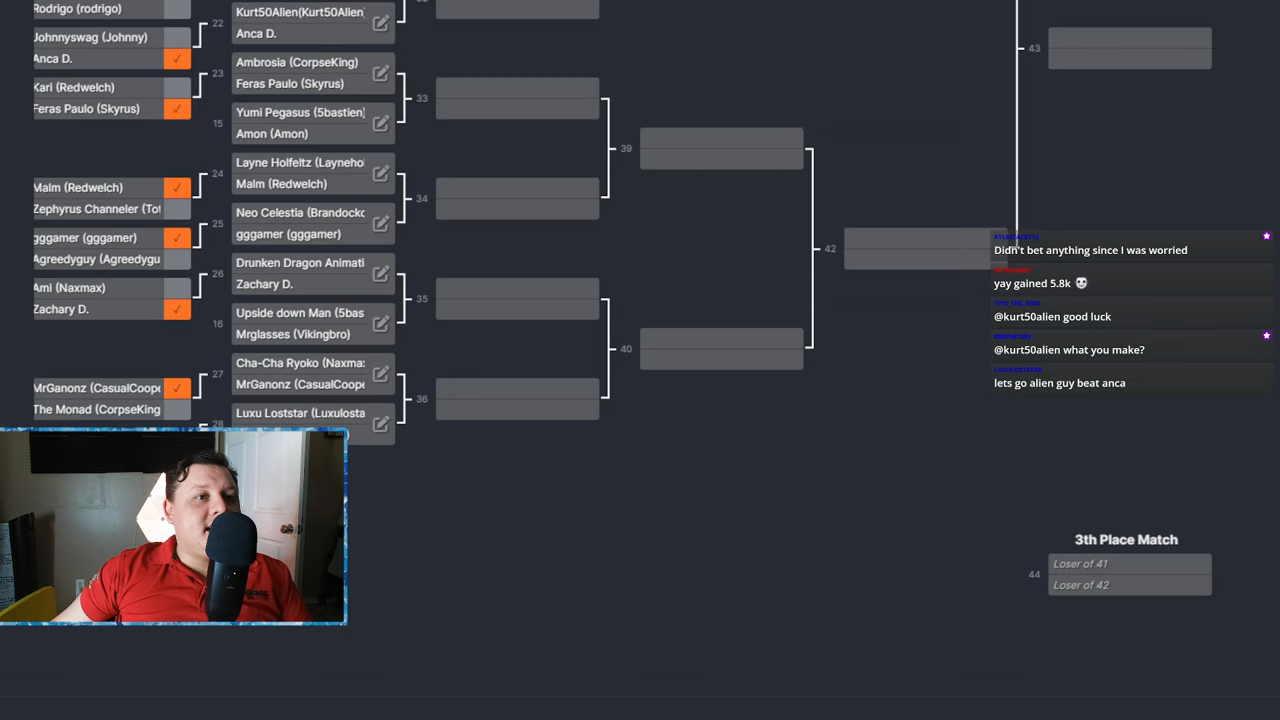 Rodrigo (rodrigo)
Johnnyswag (Johnny)
Anca D.
Kari (Redwelch)
Feras Paulo (Skyrus)
Malm (Redwelch)
Zephyrus Channeler (Tot
gggamer (gggamer)
Agreedyguy (Agreedygu
Ami (Naxmax)
Zachary D.
MrGanonz (CasualCoope
The Monad (CorpseKing
22
23
15
24
25
26
16
27
28
Kurt50Alien(Kurt50Alien
Anca D.
Ambrosia (CorpseKing)
Feras Paulo (Skyrus)
Yumi Pegasus (5bastien)
Amon (Amon)
Layne Holfeltz (Layneho
Malm (Redwelch)
Neo Celestia (Brandocko
gggamer (gggamer)
Drunken Dragon Animati
Zachary D.
Upside down Man (5bas
Mrglasses (Vikingbro)
Cha-Cha Ryoko (Naxma
MrGanonz (CasualCoope
Luxu Loststar (Luxulosta
33
34
35
36
39
40
42
43
Didn't bet anything since I was worried
yay gained 5.8k
@kurt50alien good luck
@kurt50alien what you make?
LUXULOSTSTAR
lets go alien guy beat anca
3th Place Match
44
Loser of 41
Loser of 42